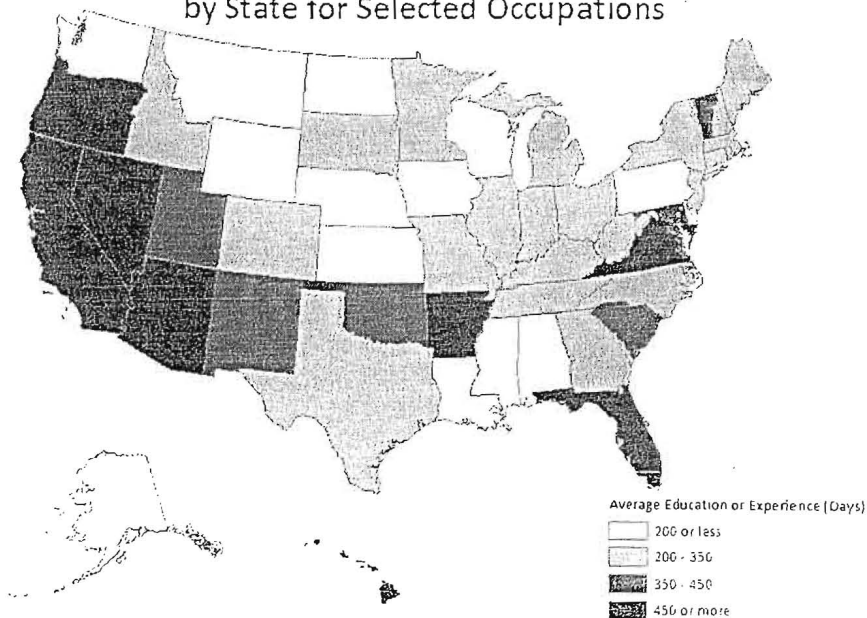 by State for Selected Occupations
Average Education or Experience (Days)
200 or less
200 - 350
350 - 450
450 or more